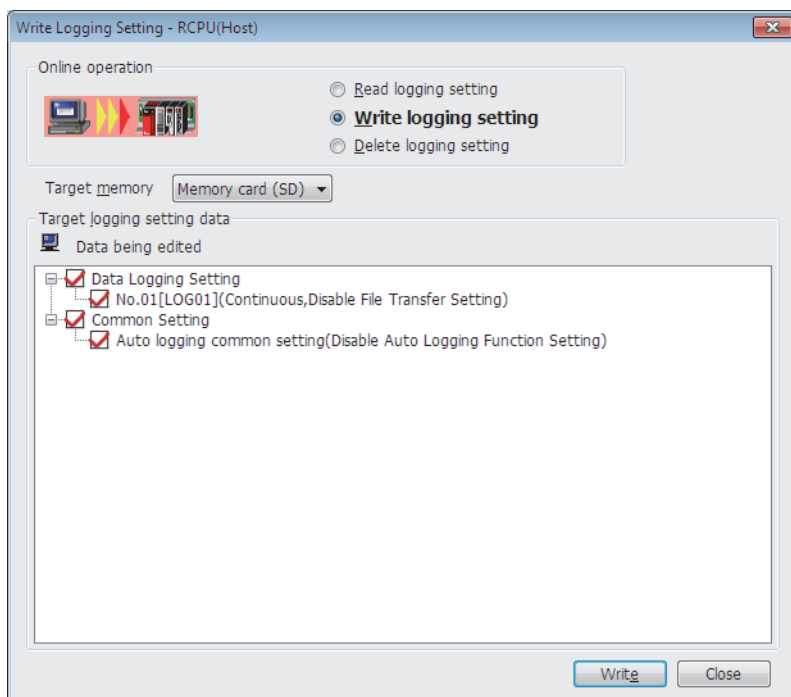 Write Logging Setting - RCPU(Host)
Online operation
Read logging setting
Write logging setting
Delete logging setting
Target memory Memory card (SD)
Target logging setting data
Data being edited
Data Logging Setting
No.01[LOG01](Continuous,Disable File Transfer Setting)
Common Setting
Auto logging common setting(Disable Auto Logging Function Setting)
Write Close